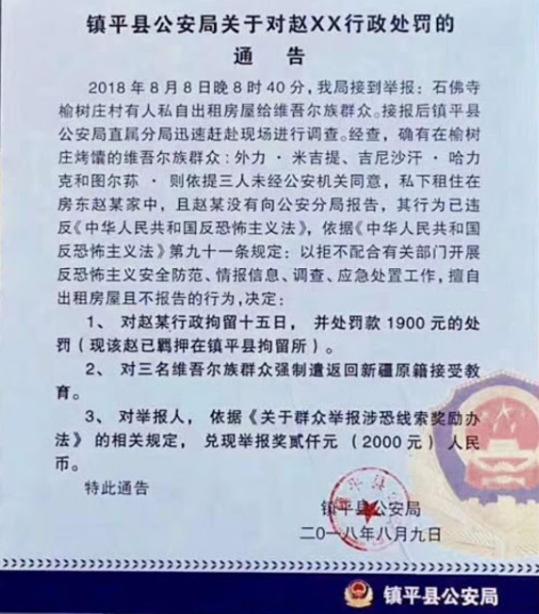 镇平县公安局关于对赵XX行政处罚的
通 告
2018年8月8日晚8时40分，我局接到举报：石佛寺
榆树庄村有人私自出租房屋给维吾尔族群众。接报后镇平县
公安局直属分局迅速赶赴现场进行调查。经查，确有在榆树
庄烤馕的维吾尔族群众：外力·米吉提、吉尼沙汗·哈力
克和图尔荪·则依提三人未经公安机关同意，私下租住在
房东赵某家中，且赵某没有向公安分局报告，其行为已违
反《中华人民共和国反恐怖主义法》，依据《中华人民共和国
反恐怖主义法》第九十一条规定：以拒不配合有关部门开展
反恐怖主义安全防范、情报信息、调查、应急处置工作，擅自
出租房屋且不报告的行为，决定：
1、对赵某行政拘留十五日，并处罚款1900元的处
罚（现该赵已羁押在镇平县拘留所）。
2、对三名维吾尔族群众强制遣返回新疆原籍接受教
育。
3、对举报人，依据《关于群众举报涉恐线索奖励办
法》的相关规定，兑现举报奖贰仟元（2000元）人民
币。
特此通告
镇平县公安局
二〇一八年八月九日
镇平县公安局